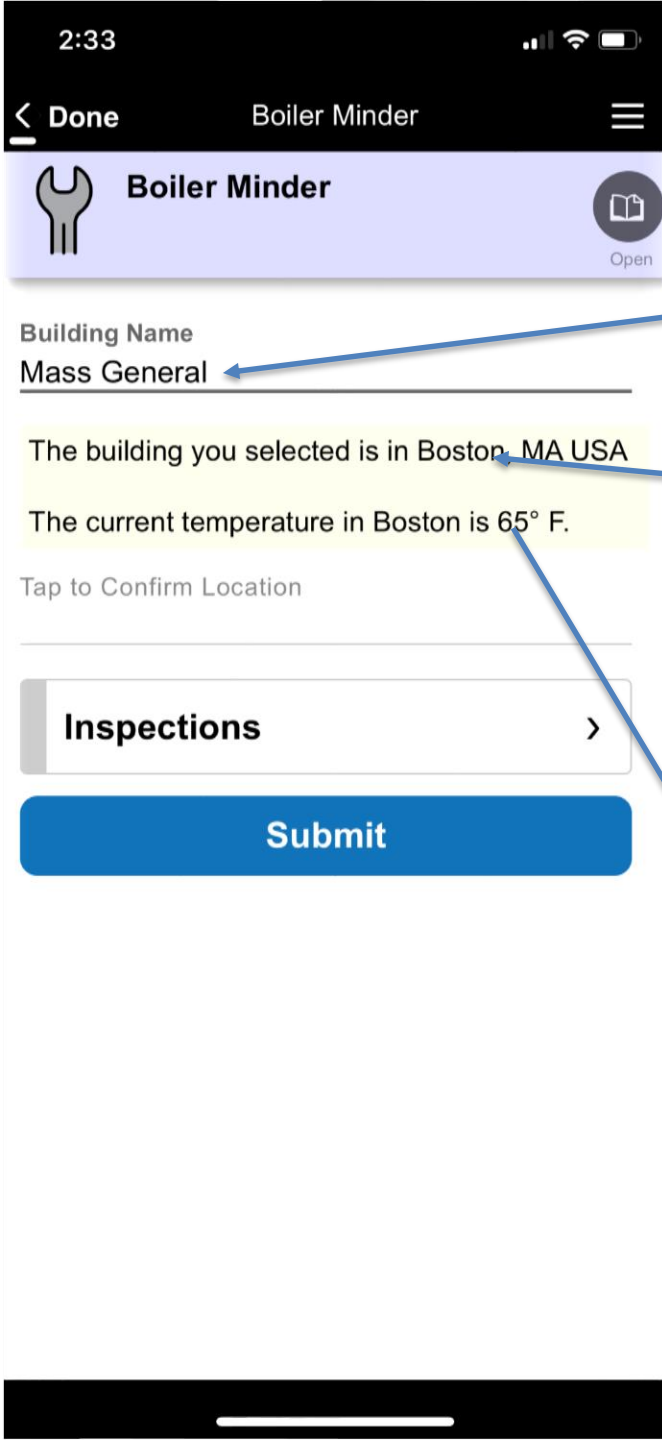 2:33
Done
Boiler Minder
Boiler Minder
Open
Building Name
Mass General
The building you selected is in Boston, MA USA
The current temperature in Boston is 65° F.
Tap to Confirm Location
Inspections
Submit